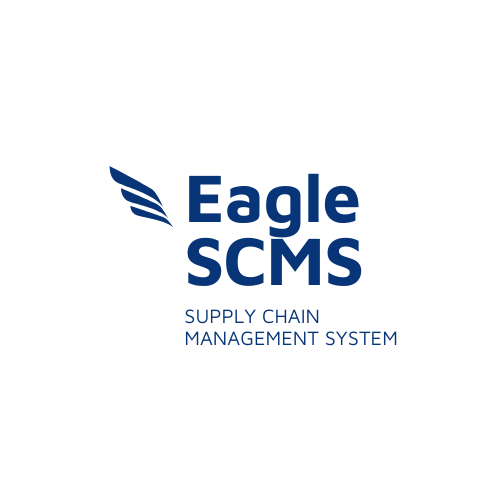 Eagle
SCMS
SUPPLY CHAIN
MANAGEMENT SYSTEM